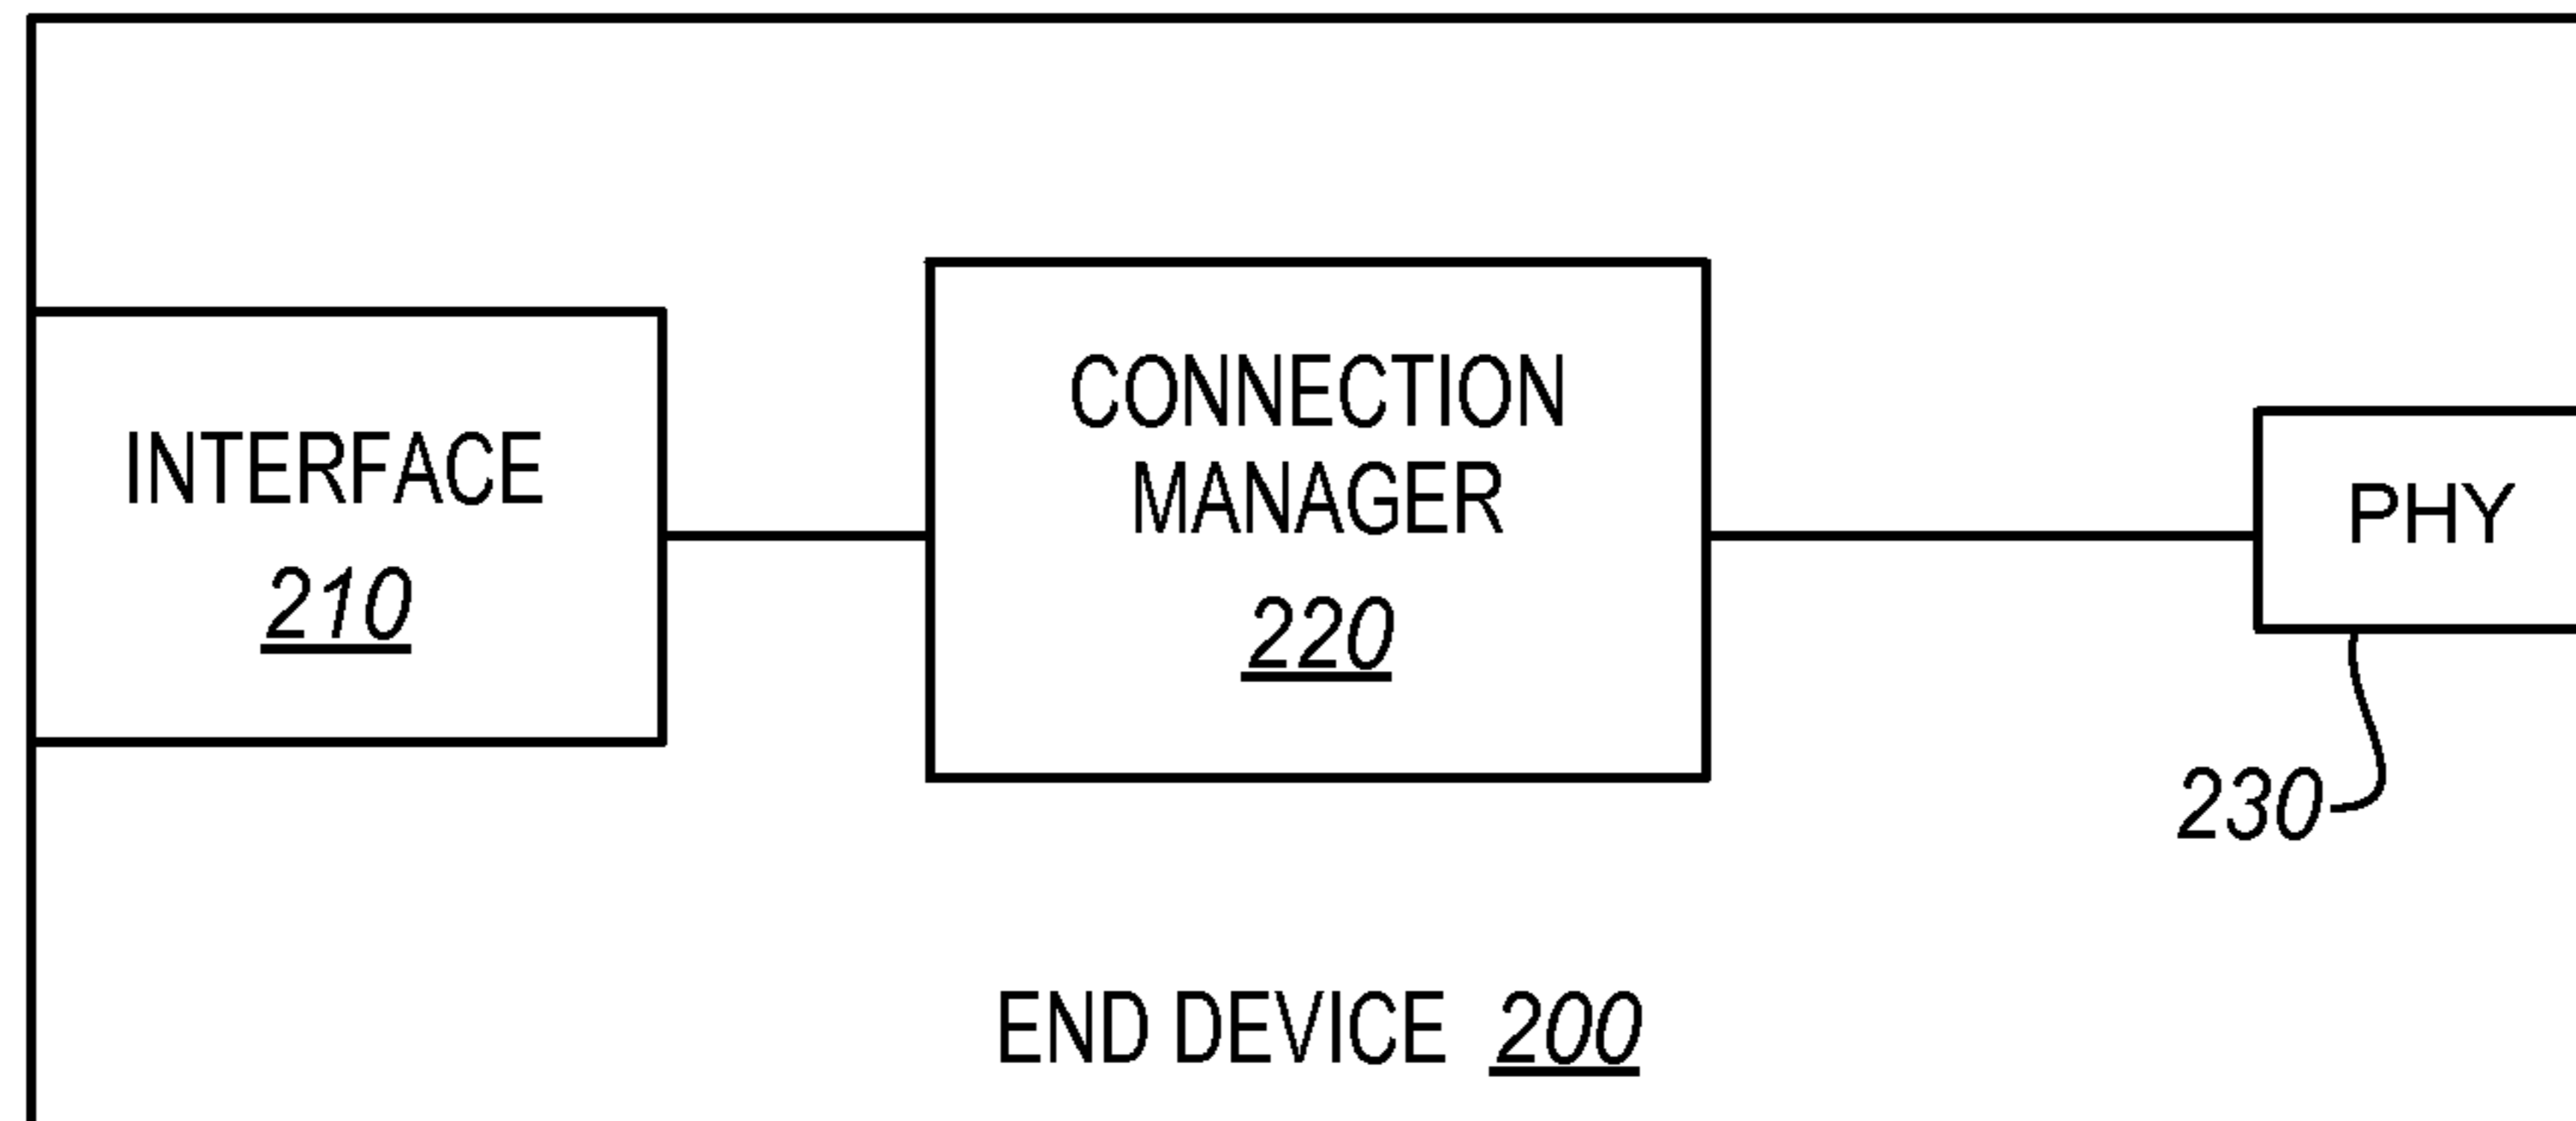 INTERFACE
210
CONNECTION
MANAGER
220
PHY
230
END DEVICE 200